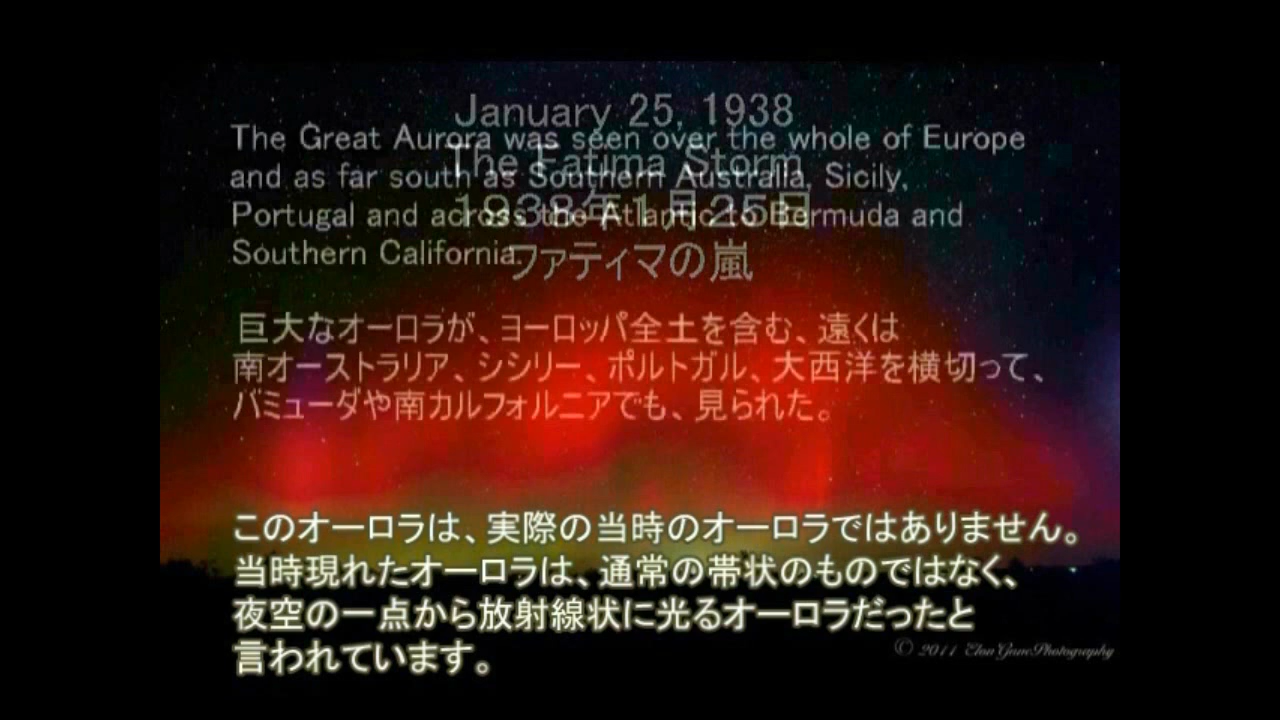 January 25, 1938
The Great Aurora was seen over the whole of Europe
The Fatima Storm
and as far south as Southern Australia, Sicily,
1938年1月25日
Portugal and across the Atlantic to Bermuda and
Southern California.
ファティマの嵐
巨大なオーロラが、ヨーロッパ全土を含む、遠くは
南オーストラリア、シシリー、ポルトガル、大西洋を横切って、
バミューダや南カルフォルニアでも、見られた。
このオーロラは、実際の当時のオーロラではありません。
当時現れたオーロラは、通常の帯状のものではなく、
夜空の一点から放射線状に光るオーロラだったと
言われています。
© 2011